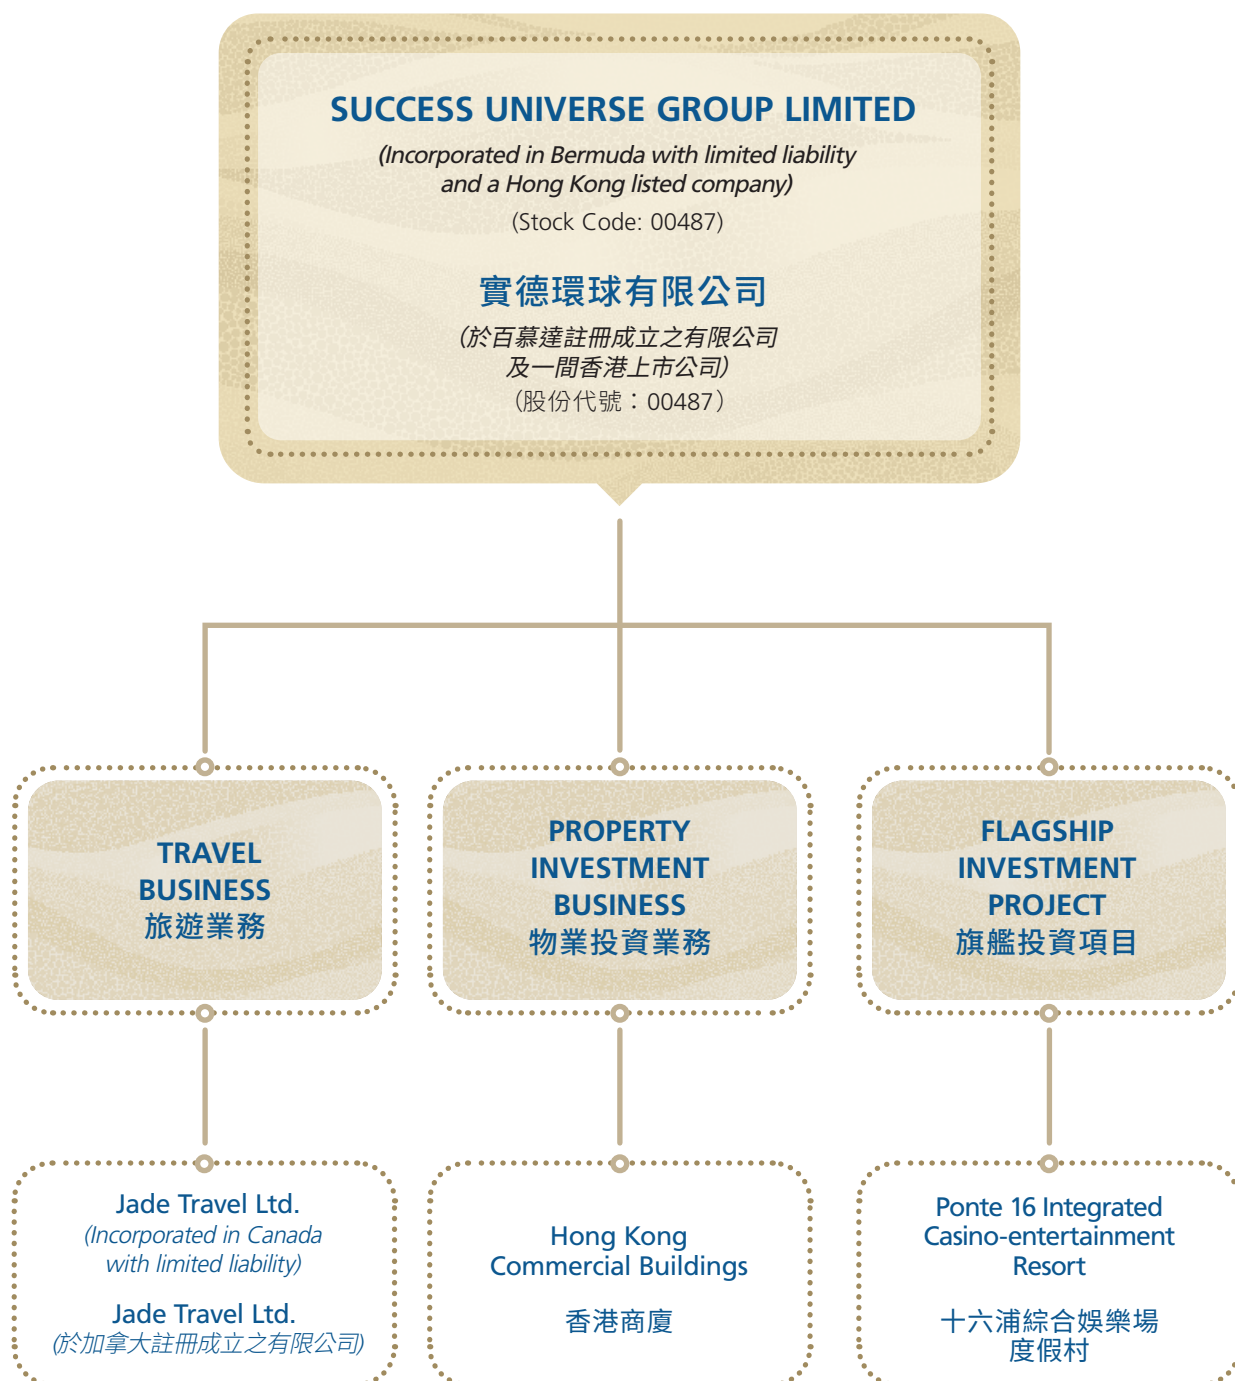 SUCCESS UNIVERSE GROUP LIMITED
(Incorporated in Bermuda with limited liability
and a Hong Kong listed company)
(Stock Code: 00487)
實德環球有限公司
(於百慕達註冊成立之有限公司
及一間香港上市公司)
(股份代號：00487)
TRAVEL
BUSINESS
旅遊業務
PROPERTY
INVESTMENT
BUSINESS
物業投資業務
FLAGSHIP
INVESTMENT
PROJECT
旗艦投資項目
Jade Travel Ltd.
(Incorporated in Canada
with limited liability)
Jade Travel Ltd.
(於加拿大註冊成立之有限公司)
Hong Kong
Commercial Buildings
香港商廈
Ponte 16 Integrated
Casino-entertainment
Resort
十六浦綜合娛樂場
度假村